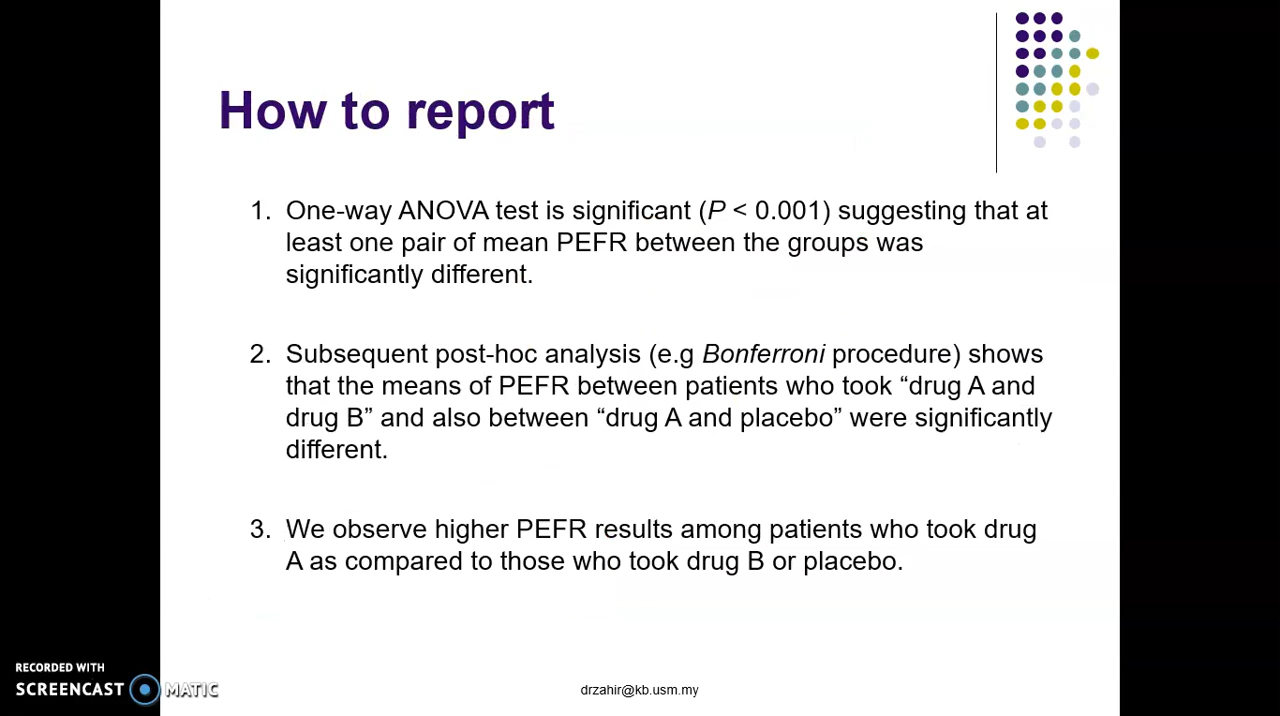 How to report
1. One-way ANOVA test is significant (P < 0.001) suggesting that at
least one pair of mean PEFR between the groups was
significantly different.
2. Subsequent post-hoc analysis (e.g Bonferroni procedure) shows
that the means of PEFR between patients who took “drug A and
drug B” and also between “drug A and placebo” were significantly
different.
3. We observe higher PEFR results among patients who took drug
A as compared to those who took drug B or placebo.
RECORDED WITH
SCREENCAST MATIC
drzahir@kb.usm.my